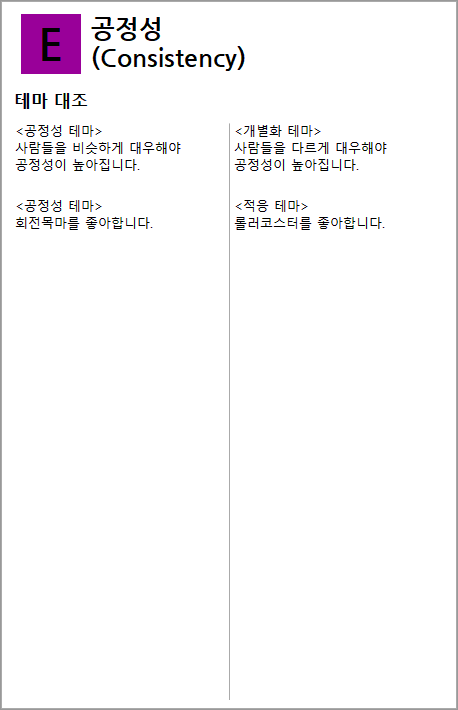 E
공정성
(Consistency)
테마 대조
<공정성 테마>
사람들을 비슷하게 대우해야
공정성이 높아집니다.
<공정성 테마>
회전목마를 좋아합니다.
<개별화 테마>
사람들을 다르게 대우해야
공정성이 높아집니다.
<적응 테마>
롤러코스터를 좋아합니다.